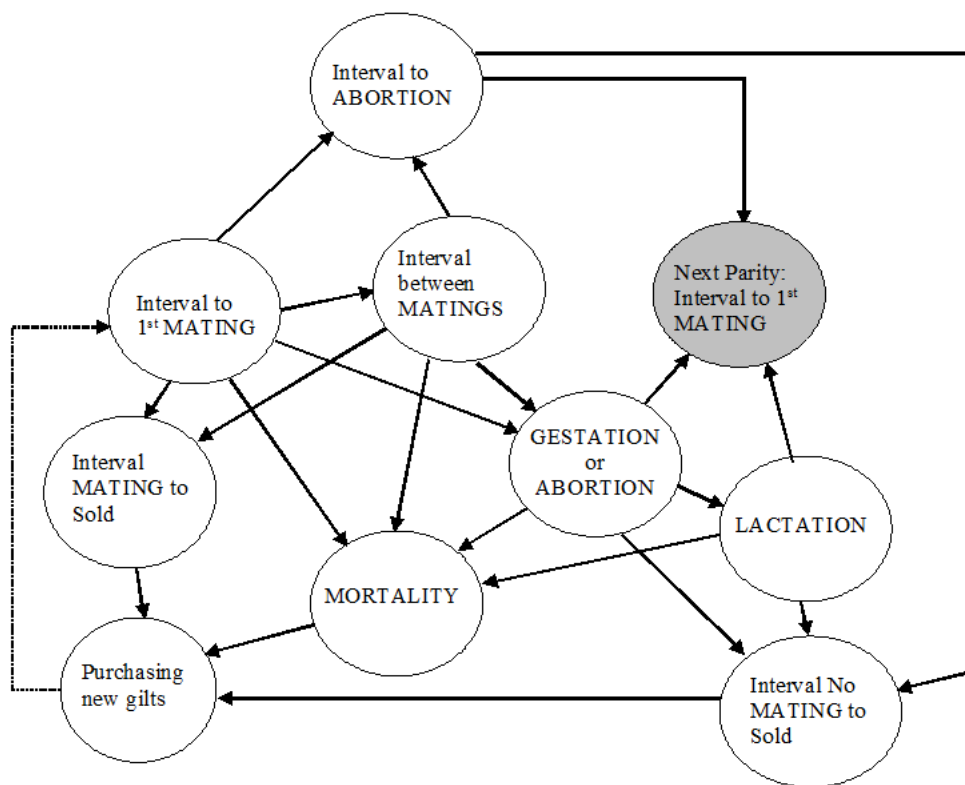 Interval to
ABORTION
Interval
between
MATINGS
Next Parity:
Interval to 1st
MATING
Interval to
1st MATING
GESTATION
or
ABORTION
Interval
MATING to
Sold
LACTATION
MORTALITY
Purchasing
new gilts
Interval No
MATING to
Sold